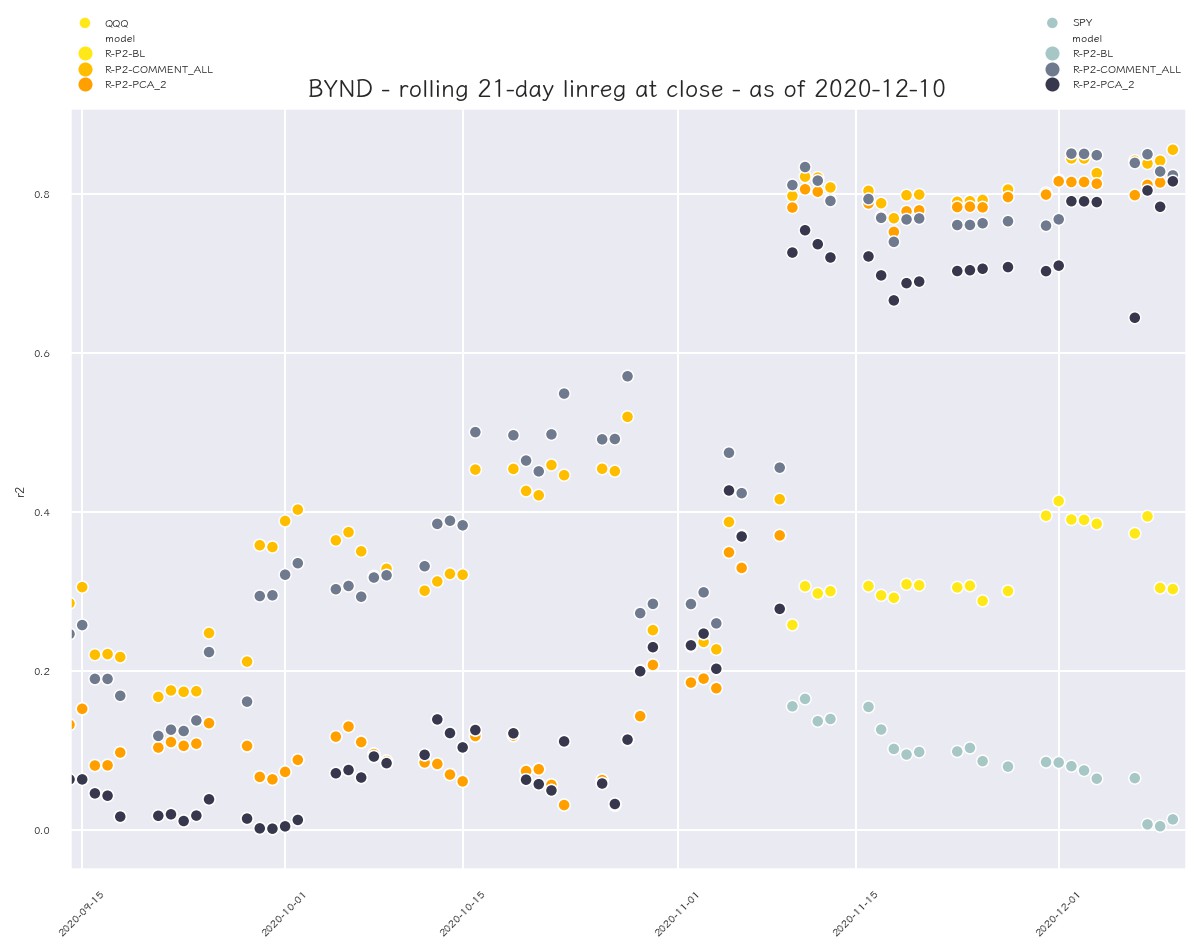 QQQ
model
R-P2-BL
R-P2-COMMENT_ALL
R-P2-PCA_2
SPY
model
R-P2-BL
R-P2-COMMENT_ALL
R-P2-PCA_2
BYND - rolling 21-day linreg at close - as of 2020-12-10
0.8
0.6
0.4
0.2
0.0
r2
2020-09-15
2020-10-01
2020-10-15
2020-11-01
2020-11-15
2020-12-01